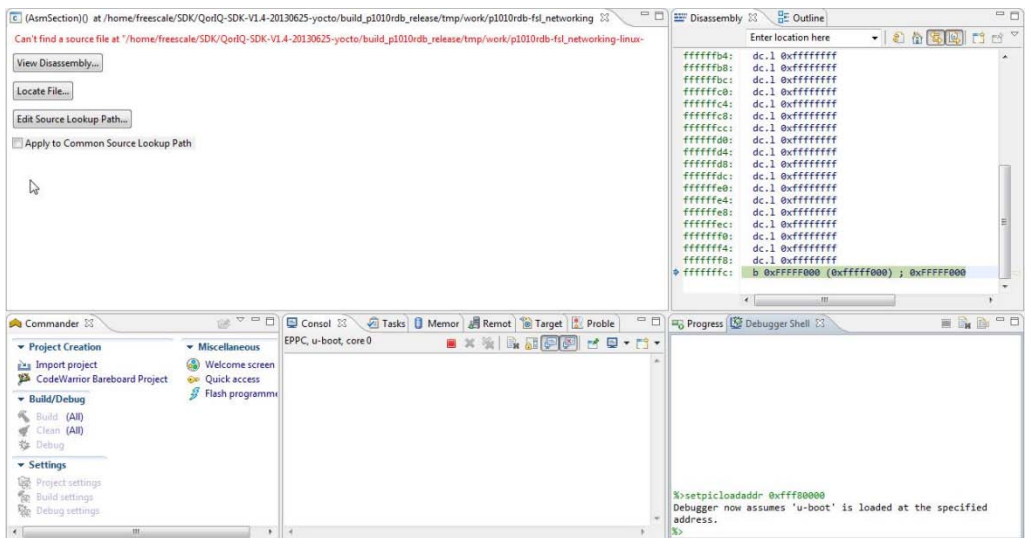 (AsmSection)() at /home/freescale/SDK/QorIQ-SDK-V1.4-20130625-yocto/build_p1010rdb_release/tmp/work/p1010rdb-fsl_networking
Can't find a source file at "/home/freescale/SDK/QorIQ-SDK-V1.4-20130625-yocto/build_p1010rdb_release/tmp/work/p1010rdb-fsl_networking-linux-
View Disassembly...
Locate File...
Edit Source Lookup Path...
Apply to Common Source Lookup Path
Disassembly
Outline
Enter location here
ffffffb4: dc.l 0xffffffff
ffffffb8: dc.l 0xffffffff
ffffffbc: dc.l 0xffffffff
ffffffc0: dc.l 0xffffffff
ffffffc4: dc.l 0xffffffff
ffffffc8: dc.l 0xffffffff
ffffffcc: dc.l 0xffffffff
ffffffd0: dc.l 0xffffffff
ffffffd4: dc.l 0xffffffff
ffffffd8: dc.l 0xffffffff
ffffffdc: dc.l 0xffffffff
ffffffe0: dc.l 0xffffffff
ffffffe4: dc.l 0xffffffff
ffffffe8: dc.l 0xffffffff
ffffffec: dc.l 0xffffffff
fffffff0: dc.l 0xffffffff
fffffff4: dc.l 0xffffffff
fffffff8: dc.l 0xffffffff
fffffffc: b 0xFFFFF000 (0xfffff000) ; 0xFFFFF000
Commander
Project Creation
Import project
CodeWarrior Bareboard Project
Build/Debug
Build (All)
Clean (All)
Debug
Settings
Project settings
Build settings
Debug settings
Miscellaneous
Welcome screen
Quick access
Flash programme
Consol
Tasks
Memor
Remot
Target
Proble
EPPC, u-boot, core 0
Progress
Debugger Shell
%>setpicloadaddr 0xfff80000
Debugger now assumes 'u-boot' is loaded at the specified
address.
%>